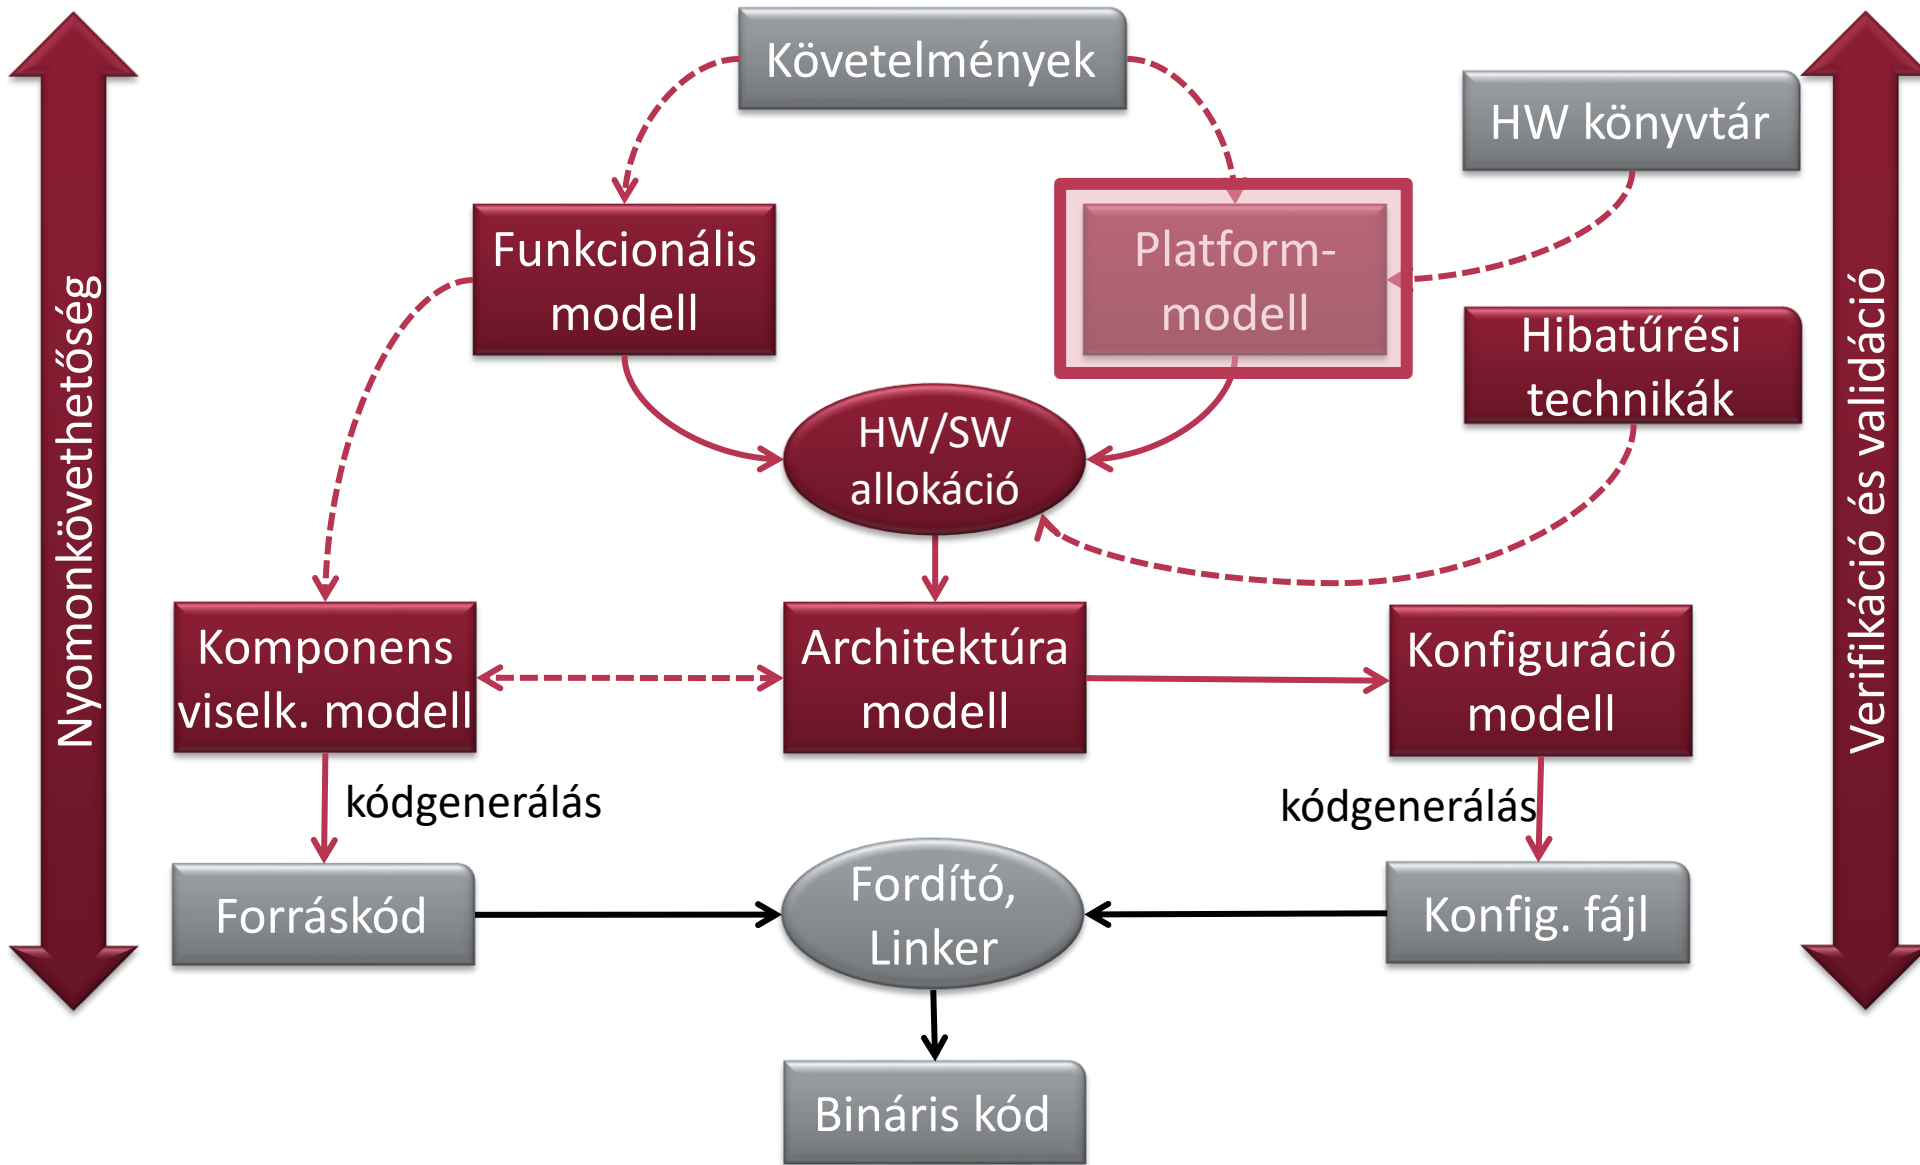 Követelmények
HW könyvtár
Funkcionális
modell
Platform-
modell
Hibatűrési
technikák
HW/SW
allokáció
Nyomonkövethetőség
Verifikáció és validáció
Komponens
viselk. modell
Architektúra
modell
Konfiguráció
modell
kódgenerálás
kódgenerálás
Forráskód
Fordító,
Linker
Konfig. fájl
Bináris kód